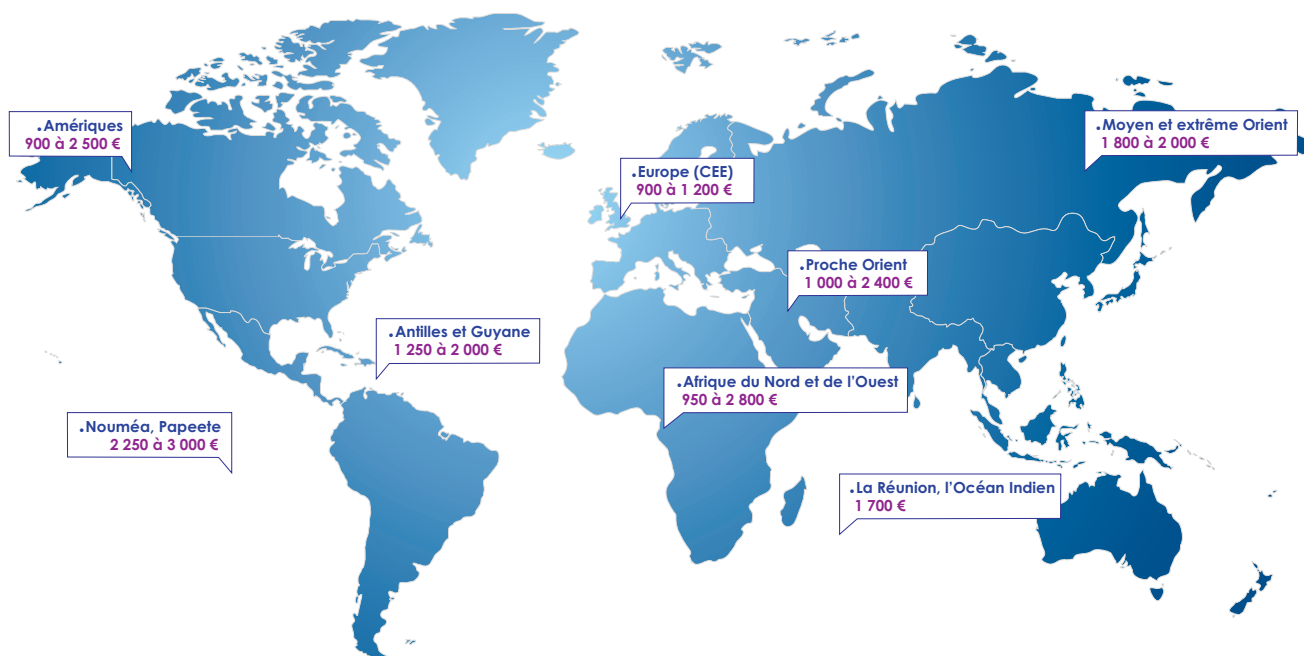 .Amériques
900 à 2 500 €
.Moyen et extrême Orient
1 800 à 2 000 €
.Europe (CEE)
900 à 1 200 €
.Proche Orient
1 000 à 2 400 €
.Antilles et Guyane
1 250 à 2 000 €
.Afrique du Nord et de l'Ouest
950 à 2 800 €
.Nouméa, Papeete
2 250 à 3 000 €
.La Réunion, l'Océan Indien
1 700 €